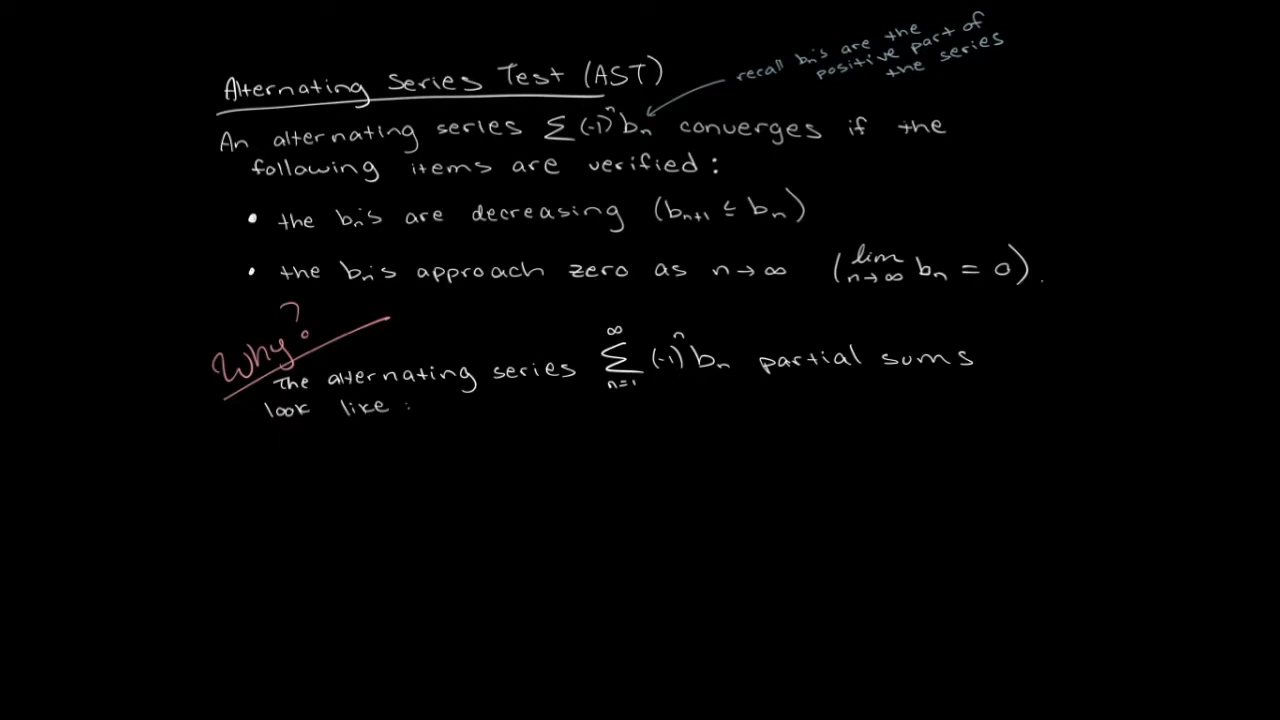 recall bₙ's are the
positive part of
the series
Alternating Series Test (AST)
An alternating series ∑ (-1)ⁿ bₙ converges if the
following items are verified:
• the bₙ's are decreasing (bₙ₊₁ ≤ bₙ)
• the bₙ's approach zero as n→∞ (lim n→∞ bₙ = 0).
Why?
The alternating series ∑ n=1 ∞ (-1)ⁿ bₙ partial sums
look like: